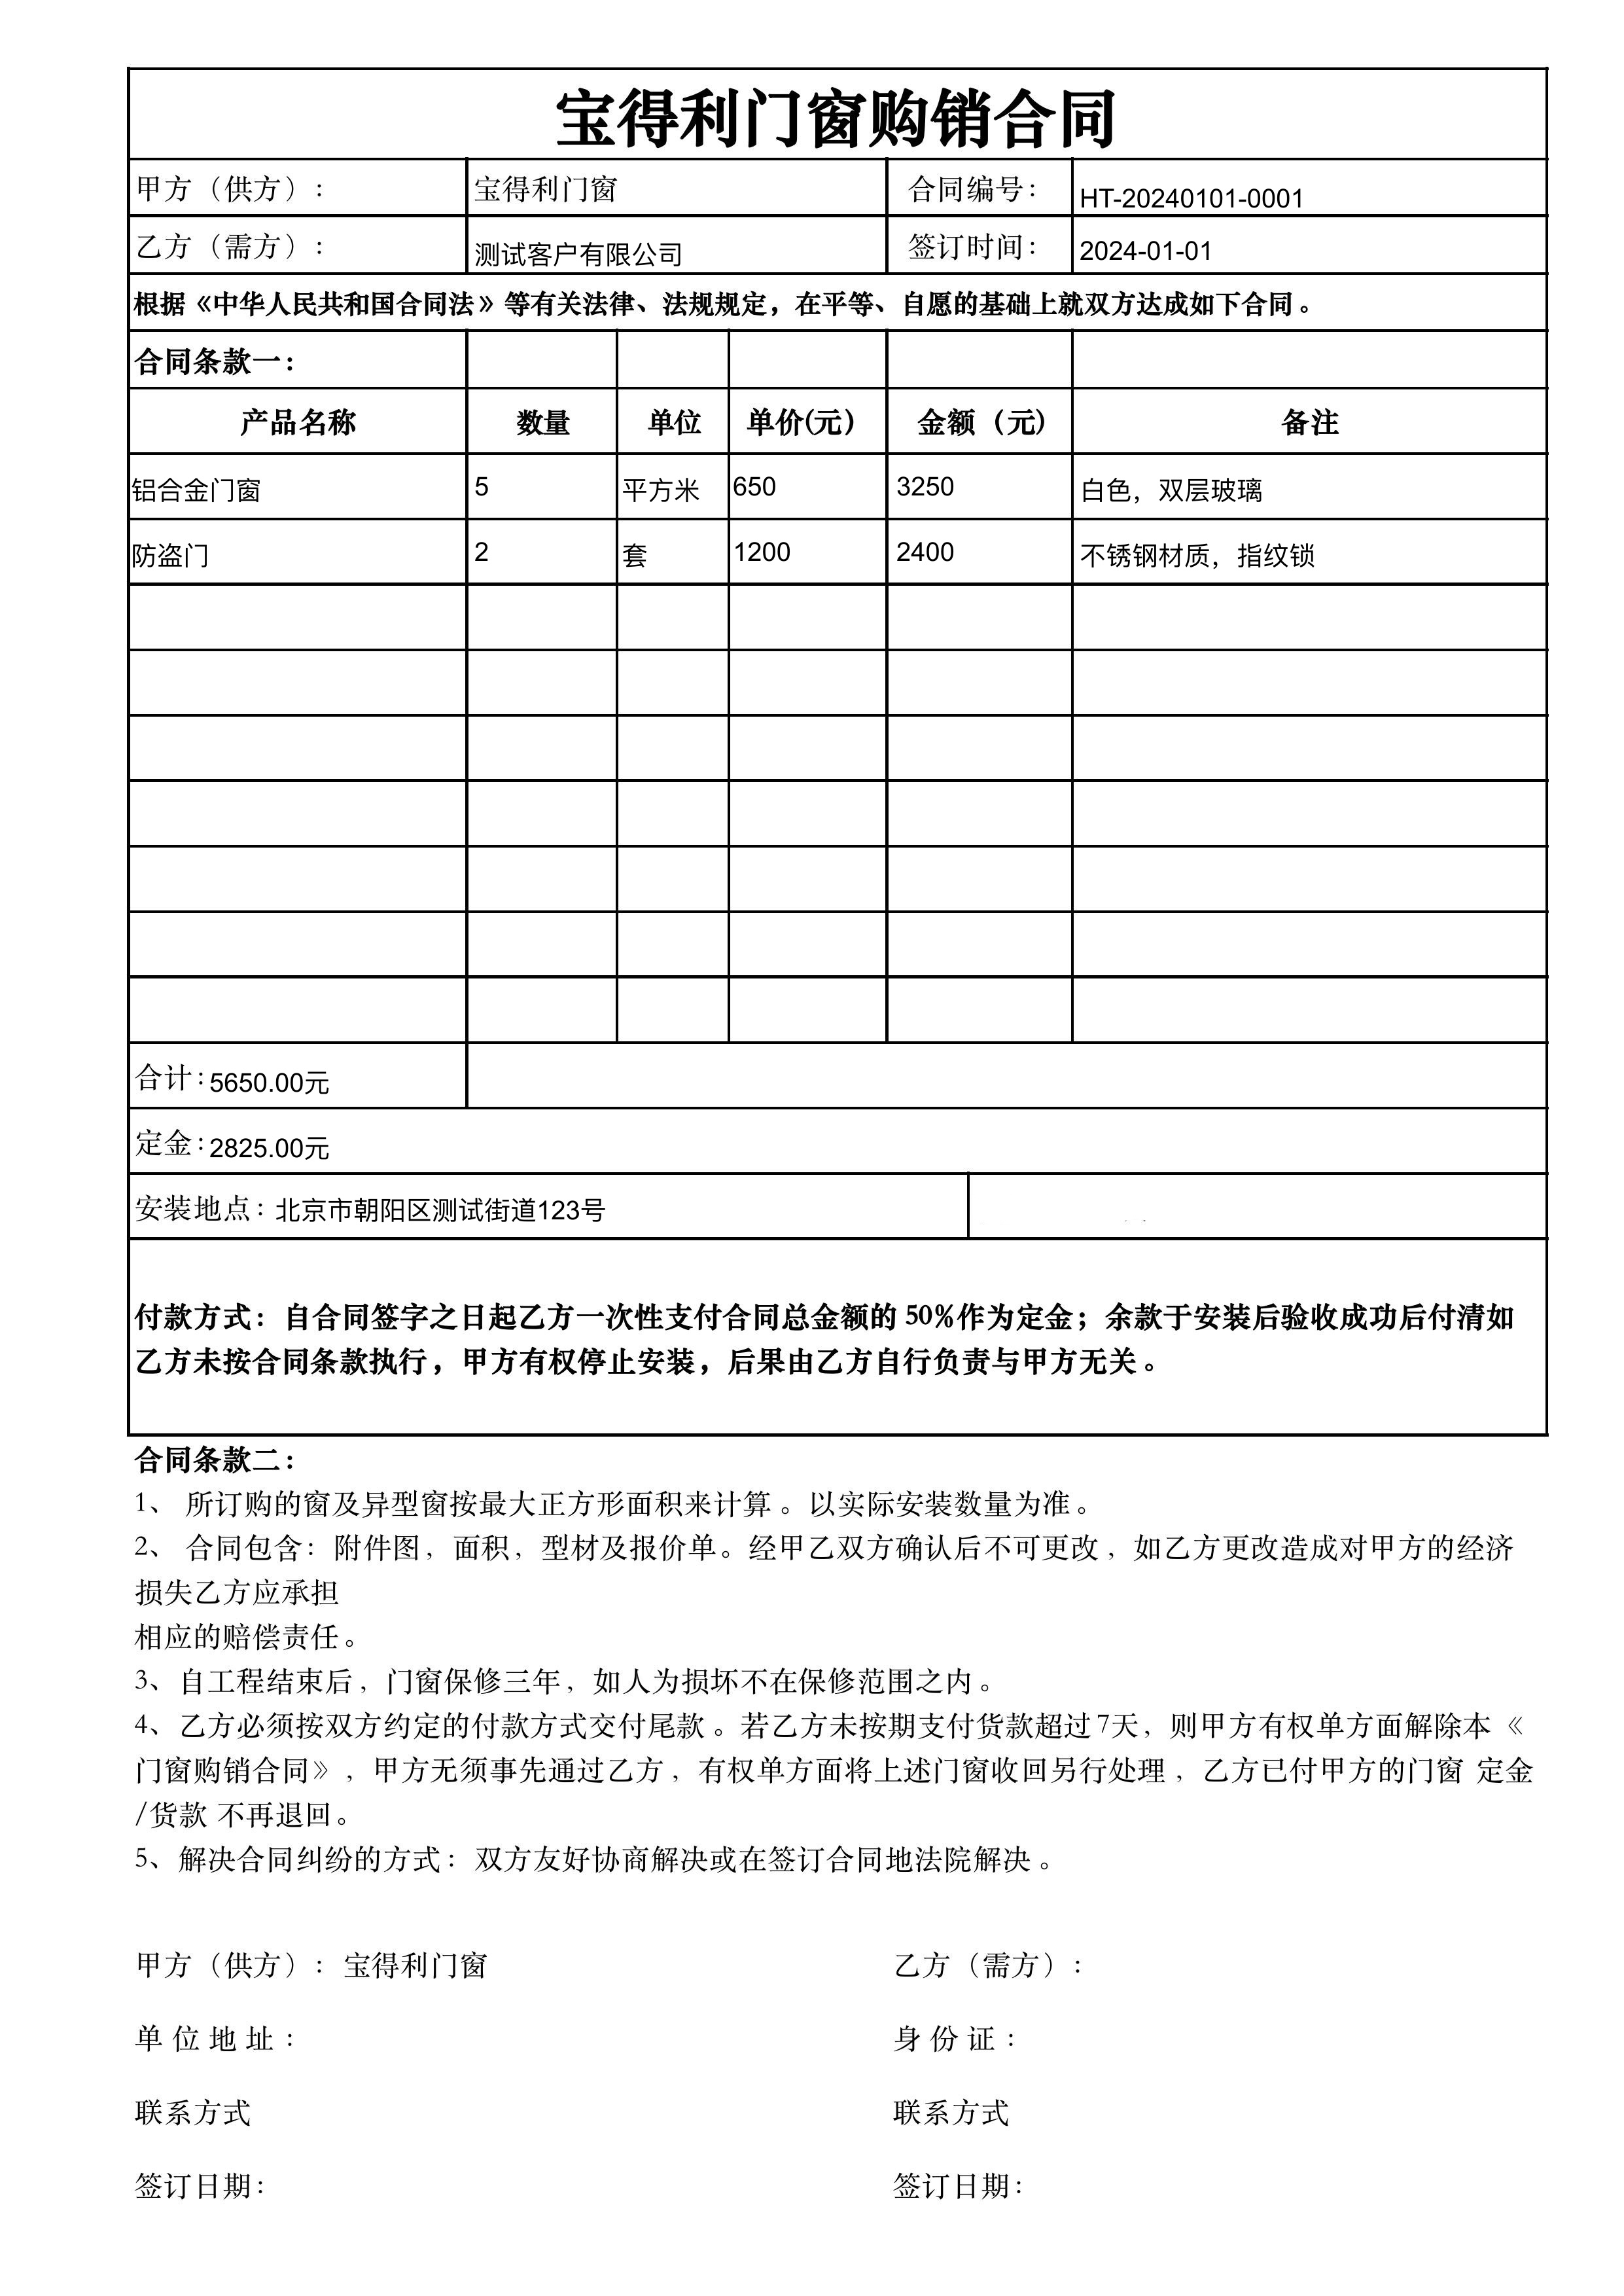 宝得利门窗购销合同
甲方（供方）： 宝得利门窗 合同编号： HT-20240101-0001
乙方（需方）： 测试客户有限公司 签订时间： 2024-01-01
根据《中华人民共和国合同法》等有关法律、法规规定，在平等、自愿的基础上就双方达成如下合同。
合同条款一：
产品名称 数量 单位 单价(元） 金额（元） 备注
铝合金门窗 5 平方米 650 3250 白色，双层玻璃
防盗门 2 套 1200 2400 不锈钢材质，指纹锁
合计：5650.00元
定金：2825.00元
安装地点：北京市朝阳区测试街道123号
付款方式：自合同签字之日起乙方一次性支付合同总金额的50%作为定金；余款于安装后验收成功后付清如
乙方未按合同条款执行，甲方有权停止安装，后果由乙方自行负责与甲方无关。
合同条款二：
1、 所订购的窗及异型窗按最大正方形面积来计算。以实际安装数量为准。
2、 合同包含：附件图，面积，型材及报价单。经甲乙双方确认后不可更改，如乙方更改造成对甲方的经济
损失乙方应承担
相应的赔偿责任。
3、自工程结束后，门窗保修三年，如人为损坏不在保修范围之内。
4、乙方必须按双方约定的付款方式交付尾款。若乙方未按期支付货款超过7天，则甲方有权单方面解除本《
门窗购销合同》，甲方无须事先通过乙方，有权单方面将上述门窗收回另行处理，乙方已付甲方的门窗 定金
/货款 不再退回。
5、解决合同纠纷的方式：双方友好协商解决或在签订合同地法院解决。
甲方（供方）：宝得利门窗 乙方（需方）：
单 位 地 址 ： 身 份 证 ：
联系方式 联系方式
签订日期： 签订日期：